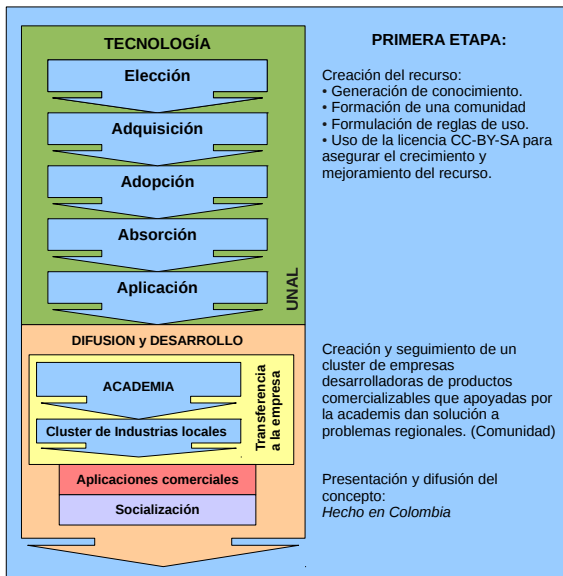 TECNOLOGÍA
Elección
Adquisición
Adopción
Absorción
Aplicación
UNAL
DIFUSION y DESARROLLO
ACADEMIA
Cluster de Industrias locales
Transferencia
a la empresa
Aplicaciones comerciales
Socialización
PRIMERA ETAPA:
Creación del recurso:
• Generación de conocimiento.
• Formación de una comunidad
• Formulación de reglas de uso.
• Uso de la licencia CC-BY-SA para
asegurar el crecimiento y
mejoramiento del recurso.
Creación y seguimiento de un
cluster de empresas
desarrolladoras de productos
comercializables que apoyadas por
la academis dan solución a
problemas regionales. (Comunidad)
Presentación y difusión del
concepto:
Hecho en Colombia